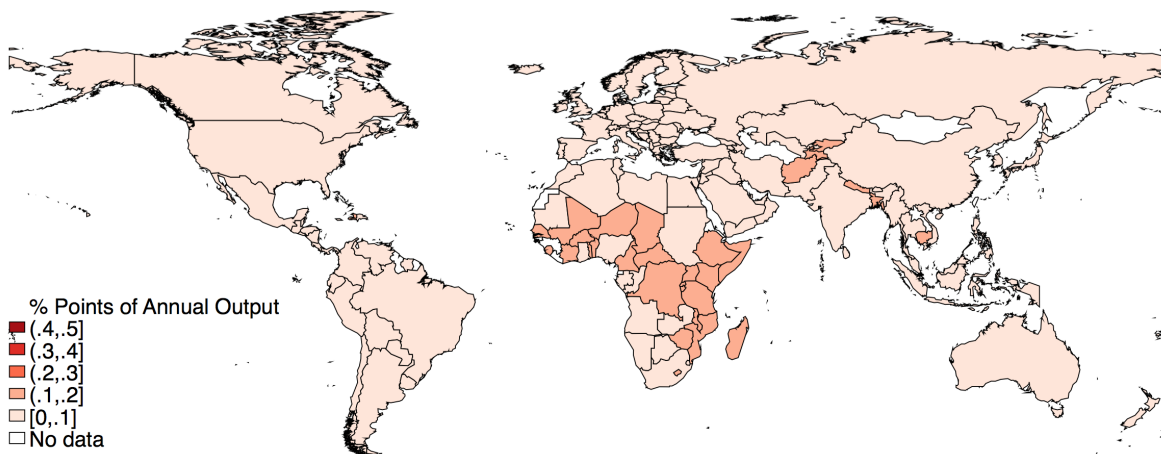 % Points of Annual Output
(.4,.5]
(.3,.4]
(.2,.3]
(.1,.2]
[0,.1]
No data